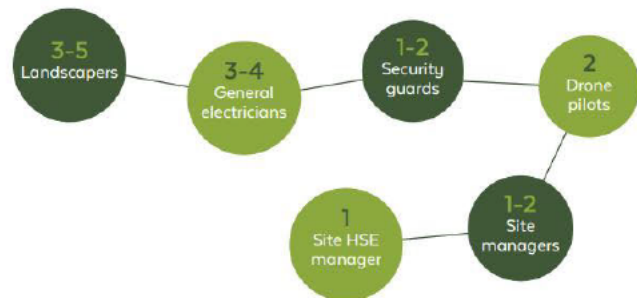 3-5
Landscapers
3-4
General
electricians
1-2
Security
guards
2
Drone
pilots
1-2
Site
managers
1
Site HSE
manager